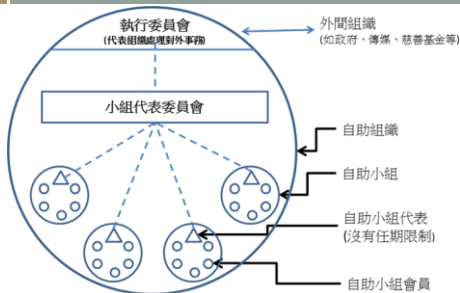 執行委員會
(代表組織處理對外事務)
外間組織
(如政府、傳媒、慈善基金等)
小組代表委員會
自助組織
自助小組
自助小組代表
(沒有任期限制)
自助小組會員